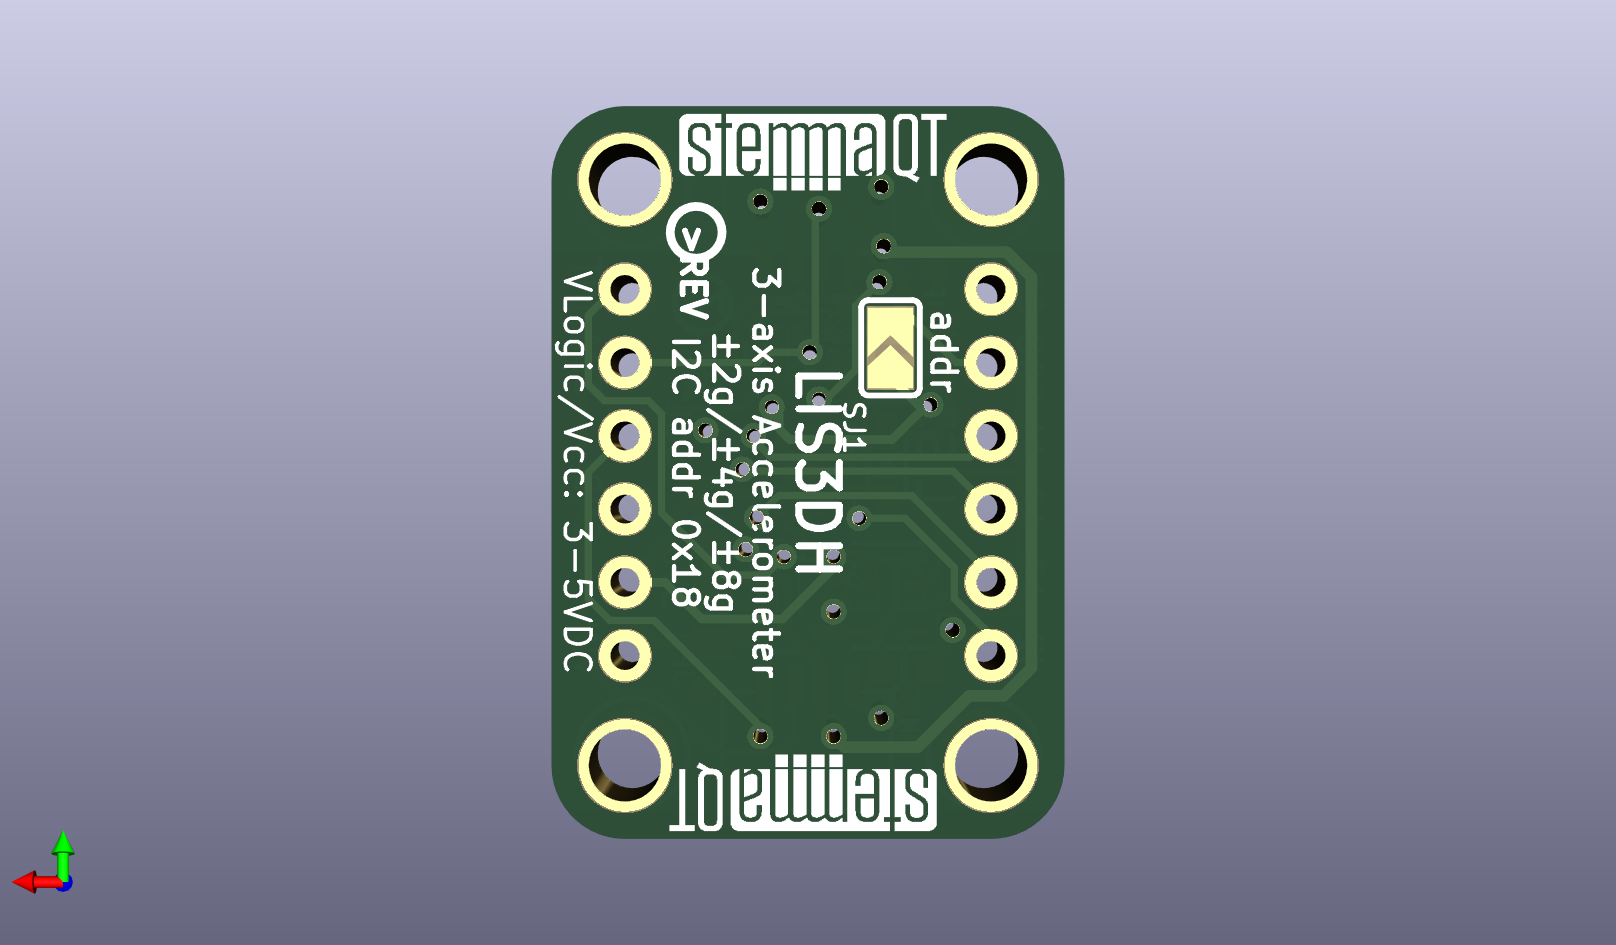 stemma QT
addr
SJ1
LIS3DH
3-axis Accelerometer
±2g/±4g/±8g
I2C addr 0x18
REV
VLogic/Vcc: 3-5VDC
stemma QT